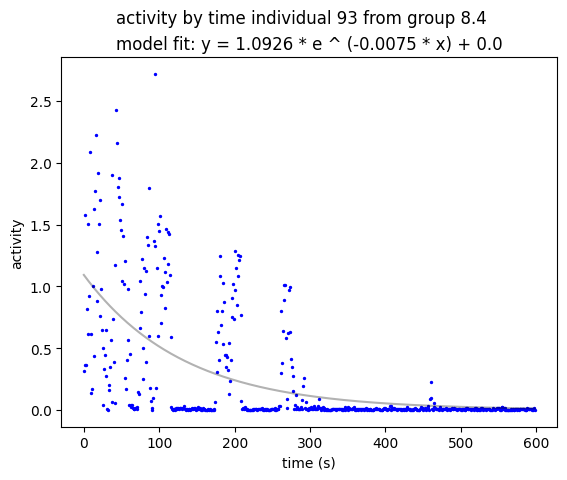 activity by time individual 93 from group 8.4
model fit: y = 1.0926 * e ^ (-0.0075 * x) + 0.0
2.5
2.0
1.5
1.0
0.5
0.0
activity
0 100 200 300 400 500 600
time (s)